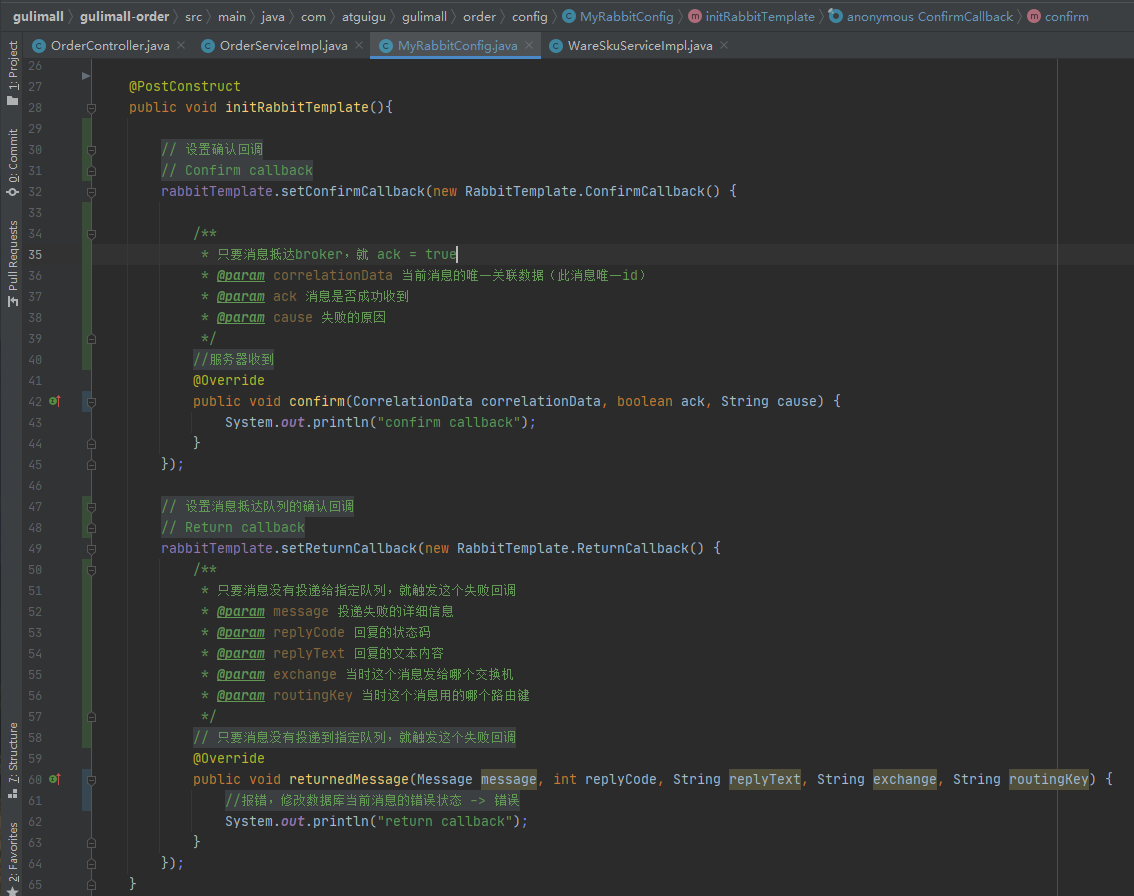 gulimall › gulimall-order › src › main › java › com › atguigu › gulimall › order › config › MyRabbitConfig › initRabbitTemplate › anonymous ConfirmCallback › confirm
OrderController.java × OrderServiceImpl.java × MyRabbitConfig.java × WareSkuServiceImpl.java ×
1: Project
0: Commit
Pull Requests
7: Structure
2: Favorites
26
27 @PostConstruct
28 public void initRabbitTemplate(){
29
30 // 设置确认回调
31 // Confirm callback
32 rabbitTemplate.setConfirmCallback(new RabbitTemplate.ConfirmCallback() {
33
34 /**
35 * 只要消息抵达broker，就 ack = true
36 * @param correlationData 当前消息的唯一关联数据（此消息唯一id）
37 * @param ack 消息是否成功收到
38 * @param cause 失败的原因
39 */
40 //服务器收到
41 @Override
42 public void confirm(CorrelationData correlationData, boolean ack, String cause) {
43 System.out.println("confirm callback");
44 }
45 });
46
47 // 设置消息抵达队列的确认回调
48 // Return callback
49 rabbitTemplate.setReturnCallback(new RabbitTemplate.ReturnCallback() {
50 /**
51 * 只要消息没有投递给指定队列，就触发这个失败回调
52 * @param message 投递失败的详细信息
53 * @param replyCode 回复的状态码
54 * @param replyText 回复的文本内容
55 * @param exchange 当时这个消息发给哪个交换机
56 * @param routingKey 当时这个消息用的哪个路由键
57 */
58 // 只要消息没有投递到指定队列，就触发这个失败回调
59 @Override
60 public void returnedMessage(Message message, int replyCode, String replyText, String exchange, String routingKey) {
61 //报错，修改数据库当前消息的错误状态 -> 错误
62 System.out.println("return callback");
63 }
64 });
65 }